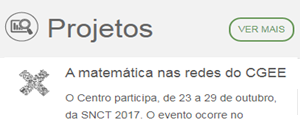 Projetos
VER MAIS
A matemática nas redes do CGEE
O Centro participa, de 23 a 29 de outubro,
da SNCT 2017. O evento ocorre no